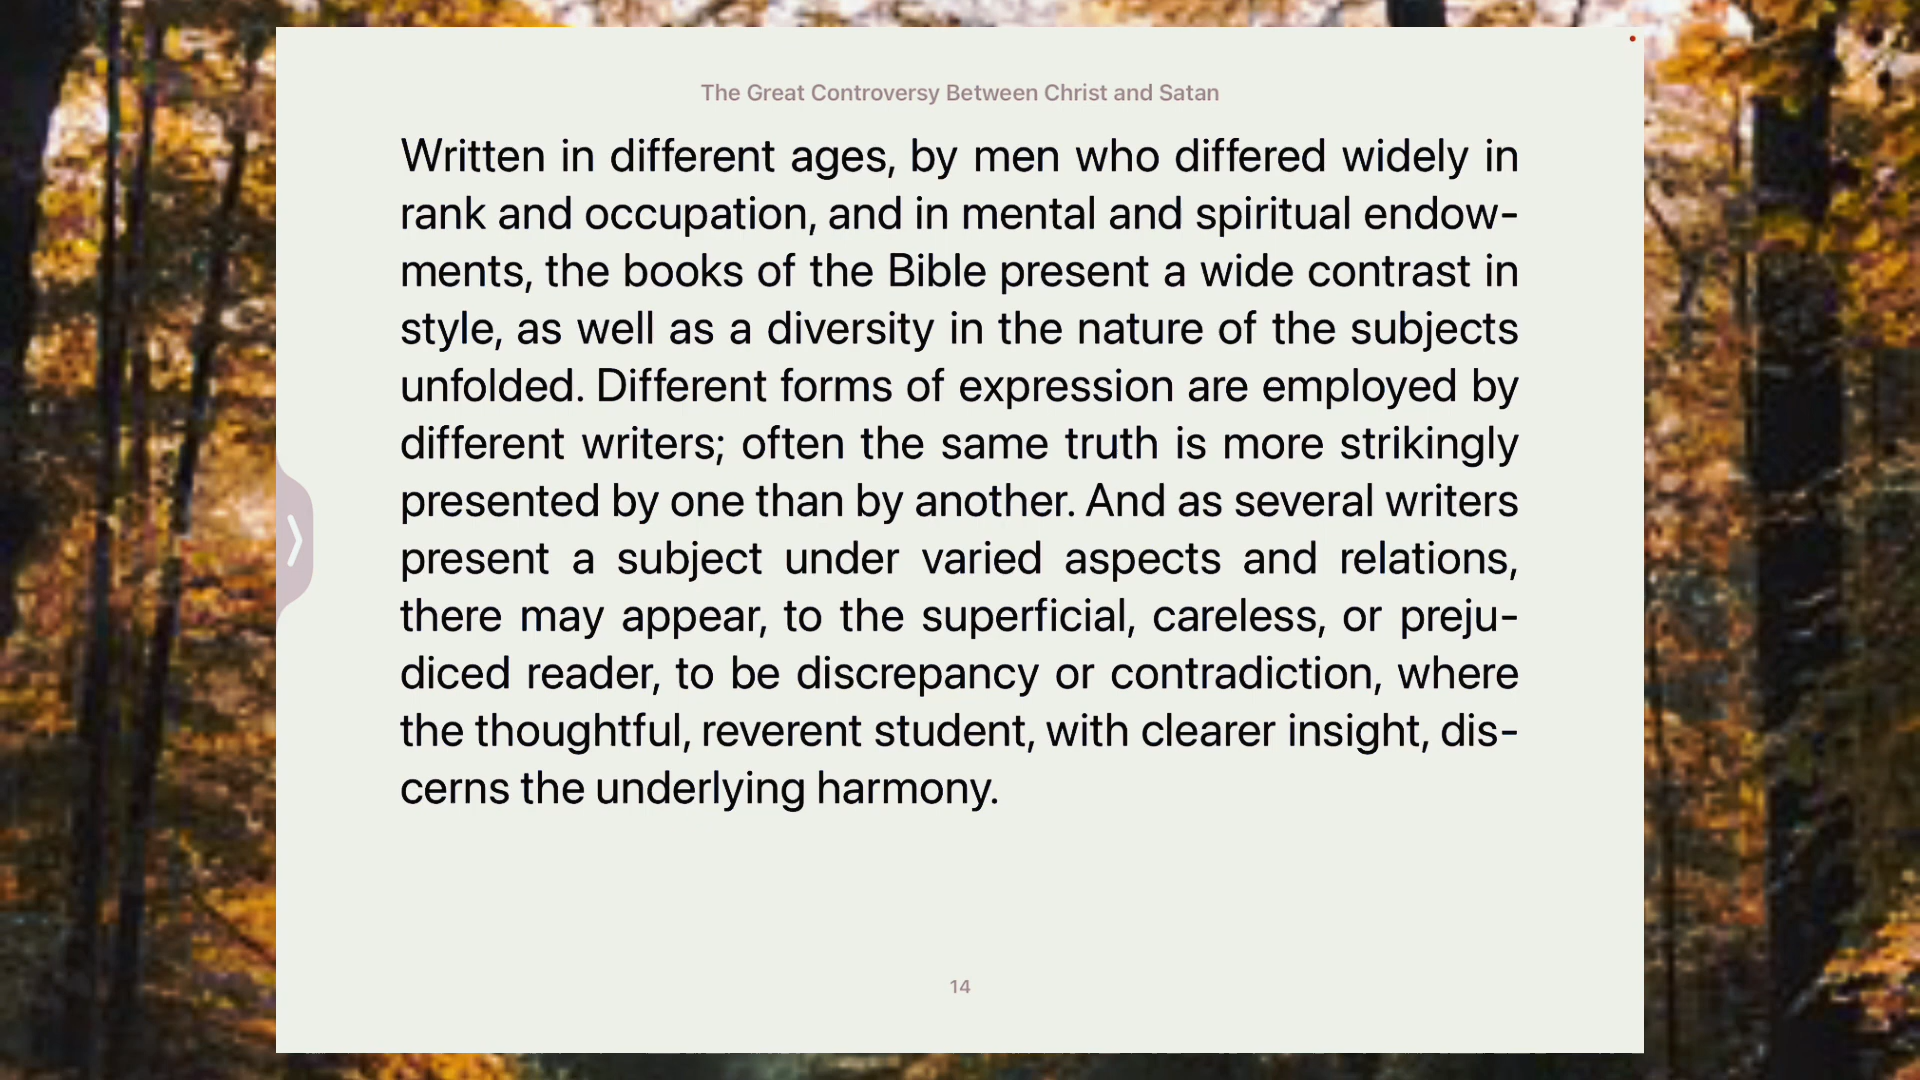 The Great Controversy Between Christ and Satan
Written in different ages, by men who differed widely in
rank and occupation, and in mental and spiritual endow-
ments, the books of the Bible present a wide contrast in
style, as well as a diversity in the nature of the subjects
unfolded. Different forms of expression are employed by
different writers; often the same truth is more strikingly
presented by one than by another. And as several writers
present a subject under varied aspects and relations,
there may appear, to the superficial, careless, or preju-
diced reader, to be discrepancy or contradiction, where
the thoughtful, reverent student, with clearer insight, dis-
cerns the underlying harmony.
14